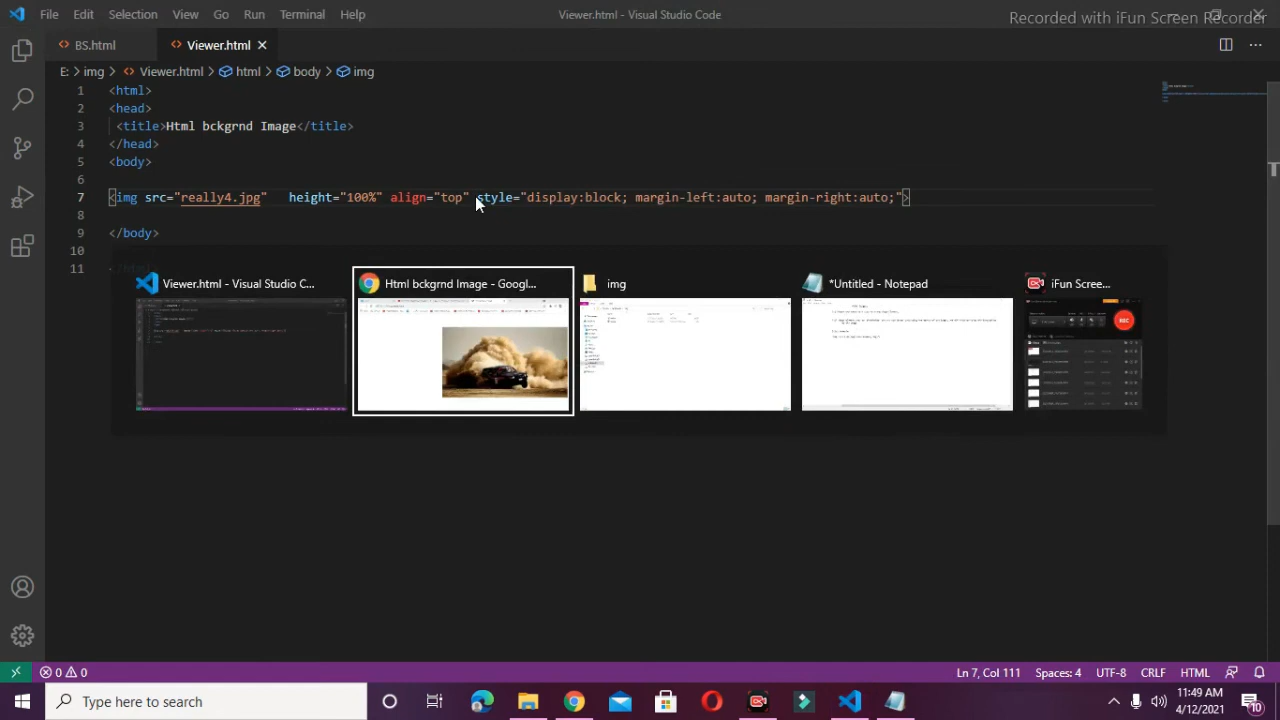 File Edit Selection View Go Run Terminal Help Viewer.html - Visual Studio Code
Recorded with iFun Screen Recorder
BS.html Viewer.html
E: > img > Viewer.html > html > body > img
1 <html>
2 <head>
3 <title>Html bckgrnd Image</title>
4 </head>
5 <body>
6
7 <img src="really4.jpg" height="100%" align="top" style="display:block; margin-left:auto; margin-right:auto;">
8
9 </body>
10
11 </html>
Viewer.html - Visual Studio C... Html bckgrnd Image - Googl... img *Untitled - Notepad iFun Scre...
0 0 Ln 7, Col 111 Spaces: 4 UTF-8 CRLF HTML
Type here to search
11:49 AM
4/12/2021
10